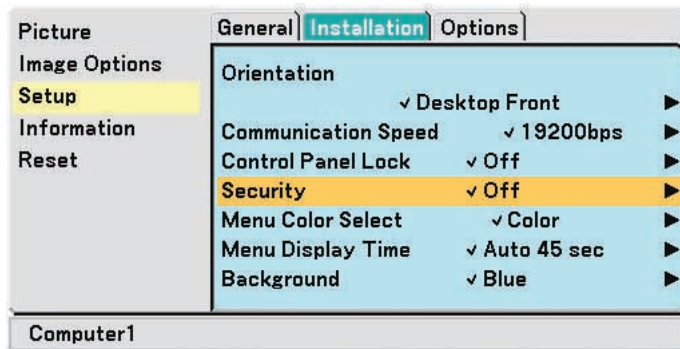 Picture
Image Options
Setup
Information
Reset
General Installation Options
Orientation
✓ Desktop Front ▶
Communication Speed ✓ 19200bps ▶
Control Panel Lock ✓ Off ▶
Security ✓ Off ▶
Menu Color Select ✓ Color ▶
Menu Display Time ✓ Auto 45 sec ▶
Background ✓ Blue ▶
Computer1